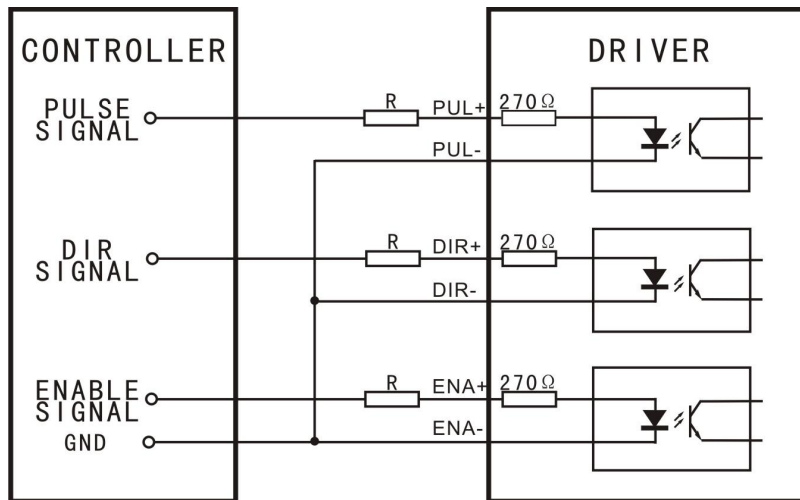 CONTROLLER
DRIVER
PULSE
SIGNAL
R
PUL+
270Ω
PUL-
DIR
SIGNAL
R
DIR+
270Ω
DIR-
ENABLE
SIGNAL
R
ENA+
270Ω
GND
ENA-